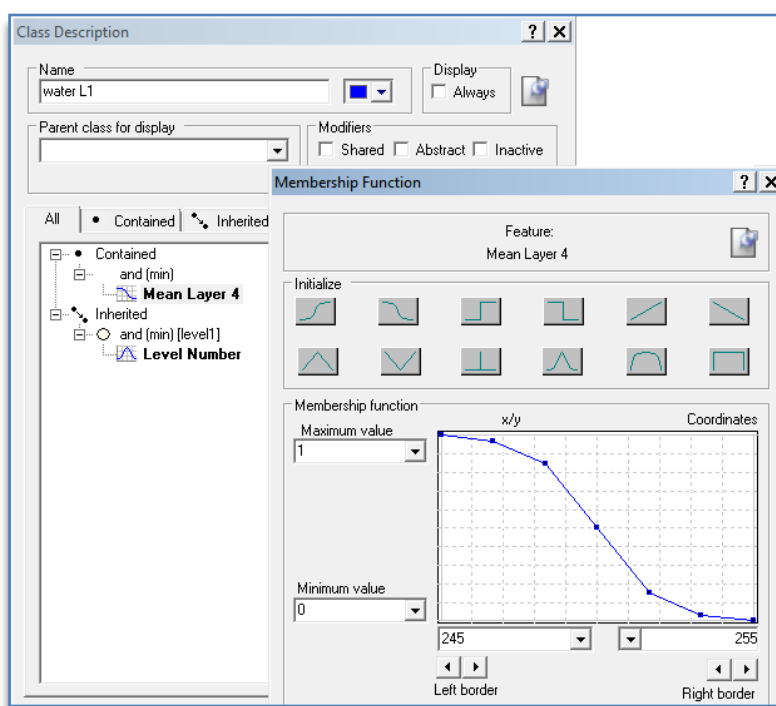 Class Description
? X
Name
water L1
Display
Always
Parent class for display
Modifiers
Shared Abstract Inactive
Membership Function
? X
All Contained Inherited
Feature:
Mean Layer 4
Contained
and (min)
Mean Layer 4
Inherited
and (min) [level1]
Level Number
Initialize
Membership function
Maximum value
x/y
Coordinates
1
Minimum value
0
245
255
Left border
Right border